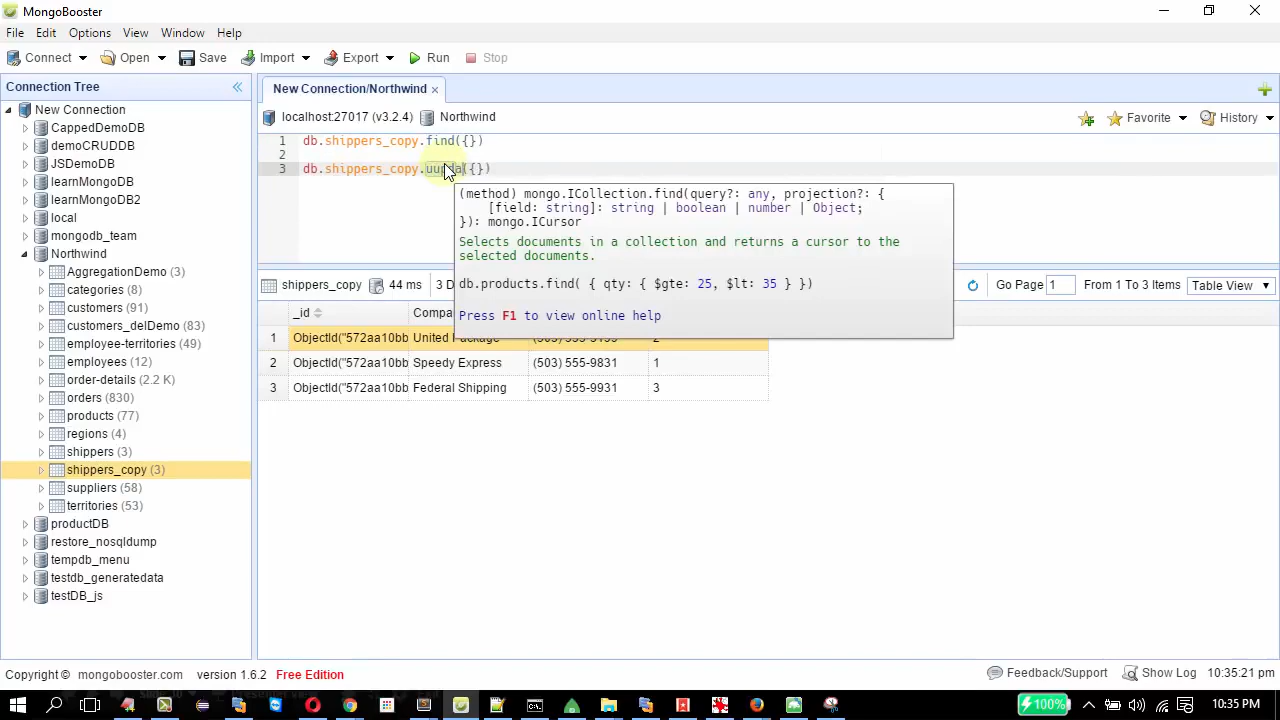 MongoBooster
File Edit Options View Window Help
Connect Open Save Import Export Run Stop
Connection Tree
New Connection/Northwind
New Connection
CappedDemoDB
demoCRUDDB
JSDemoDB
learnMongoDB
learnMongoDB2
local
mongodb_team
Northwind
AggregationDemo (3)
categories (8)
customers (91)
customers_delDemo (83)
employee-territories (49)
employees (12)
order-details (2.2 K)
orders (830)
products (77)
regions (4)
shippers (3)
shippers_copy (3)
suppliers (58)
territories (53)
productDB
restore_nosqldump
tempdb_menu
testdb_generatedata
testDB_js
localhost:27017 (v3.2.4) Northwind
Favorite History
1 db.shippers_copy.find({})
2
3 db.shippers_copy. ({})
(method) mongo.ICollection.find(query?: any, projection?: {
[field: string]: string | boolean | number | Object;
}): mongo.ICursor
Selects documents in a collection and returns a cursor to the
selected documents.
db.products.find( { qty: { $gte: 25, $lt: 35 } })
Press F1 to view online help
shippers_copy 44 ms 3 D
Go Page 1 From 1 To 3 Items Table View
_id Compa
1 ObjectId("572aa10bb
2 ObjectId("572aa10bb Speedy Express (503) 555-9831 1
3 ObjectId("572aa10bb Federal Shipping (503) 555-9931 3
Copyright © mongobooster.com version 1.6.2 Free Edition
Feedback/Support Show Log 10:35:21 pm
100% 10:35 PM